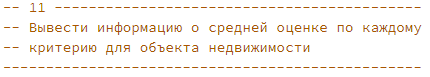 -- 11 ----------------------------------------------
-- Вывести информацию о средней оценке по каждому
-- критерию для объекта недвижимости
----------------------------------------------------